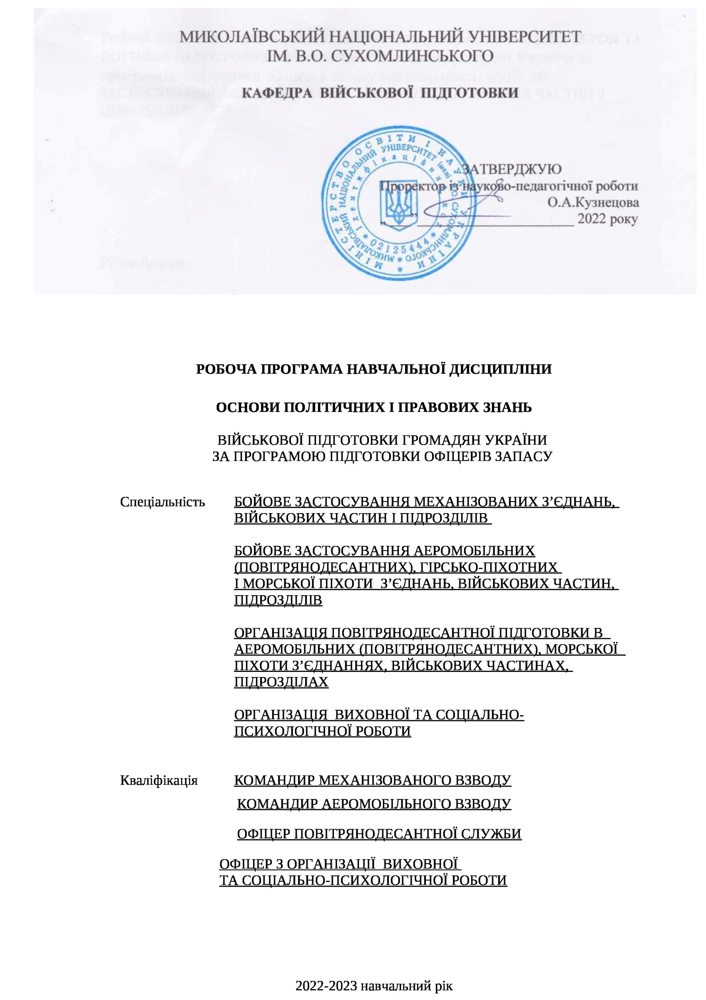 МИКОЛАЇВСЬКИЙ НАЦІОНАЛЬНИЙ УНІВЕРСИТЕТ
ІМ. В.О. СУХОМЛИНСЬКОГО
КАФЕДРА ВІЙСЬКОВОЇ ПІДГОТОВКИ
МІНІСТЕРСТВО ОСВІТИ І НАУКИ УКРАЇНИ *
МИКОЛАЇВСЬКИЙ НАЦІОНАЛЬНИЙ УНІВЕРСИТЕТ імені В.О. СУХОМЛИНСЬКОГО *
* Ідентифікаційний код *
02125444
ЗАТВЕРДЖУЮ
Проректор із науково-педагогічної роботи
О.А.Кузнецова
„____” ______________________ 2022 року
Розробники
РОБОЧА ПРОГРАМА НАВЧАЛЬНОЇ ДИСЦИПЛІНИ
ОСНОВИ ПОЛІТИЧНИХ І ПРАВОВИХ ЗНАНЬ
ВІЙСЬКОВОЇ ПІДГОТОВКИ ГРОМАДЯН УКРАЇНИ
ЗА ПРОГРАМОЮ ПІДГОТОВКИ ОФІЦЕРІВ ЗАПАСУ
Спеціальність БОЙОВЕ ЗАСТОСУВАННЯ МЕХАНІЗОВАНИХ З’ЄДНАНЬ,
ВІЙСЬКОВИХ ЧАСТИН І ПІДРОЗДІЛІВ
БОЙОВЕ ЗАСТОСУВАННЯ АЕРОМОБІЛЬНИХ
(ПОВІТРЯНОДЕСАНТНИХ), ГІРСЬКО-ПІХОТНИХ
І МОРСЬКОЇ ПІХОТИ З’ЄДНАНЬ, ВІЙСЬКОВИХ ЧАСТИН,
ПІДРОЗДІЛІВ
ОРГАНІЗАЦІЯ ПОВІТРЯНОДЕСАНТНОЇ ПІДГОТОВКИ В
АЕРОМОБІЛЬНИХ (ПОВІТРЯНОДЕСАНТНИХ), МОРСЬКОЇ
ПІХОТИ З’ЄДНАННЯХ, ВІЙСЬКОВИХ ЧАСТИНАХ,
ПІДРОЗДІЛАХ
ОРГАНІЗАЦІЯ ВИХОВНОЇ ТА СОЦІАЛЬНО-
ПСИХОЛОГІЧНОЇ РОБОТИ
Кваліфікація КОМАНДИР МЕХАНІЗОВАНОГО ВЗВОДУ
КОМАНДИР АЕРОМОБІЛЬНОГО ВЗВОДУ
ОФІЦЕР ПОВІТРЯНОДЕСАНТНОЇ СЛУЖБИ
ОФІЦЕР З ОРГАНІЗАЦІЇ ВИХОВНОЇ
ТА СОЦІАЛЬНО-ПСИХОЛОГІЧНОЇ РОБОТИ
2022-2023 навчальний рік